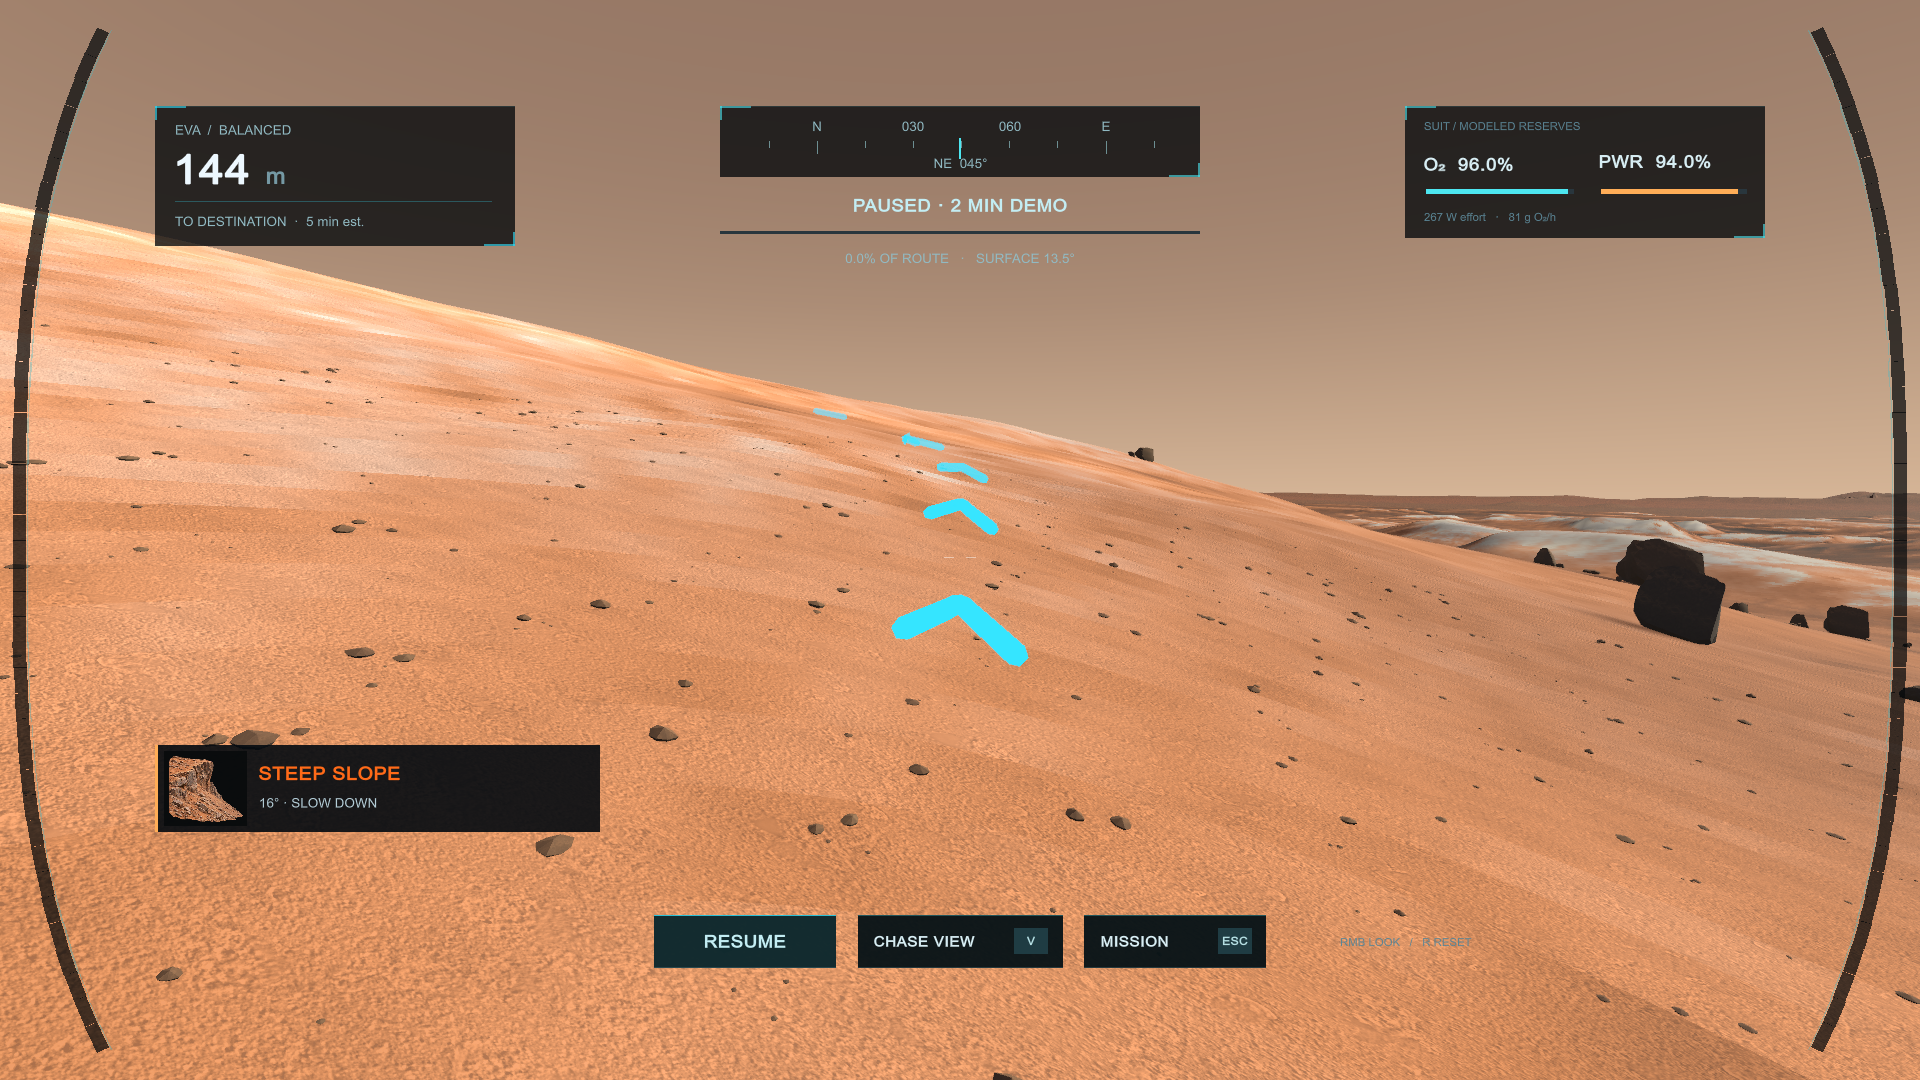 EVA / BALANCED
144 m
TO DESTINATION · 5 min est.
N 030 060 E
NE 045°
PAUSED · 2 MIN DEMO
0.0% OF ROUTE · SURFACE 13.5°
SUIT / MODELED RESERVES
O₂ 96.0% PWR 94.0%
267 W effort · 81 g O₂/h
STEEP SLOPE
16° · SLOW DOWN
RESUME
CHASE VIEW V
MISSION ESC
RMB LOOK / R RESET